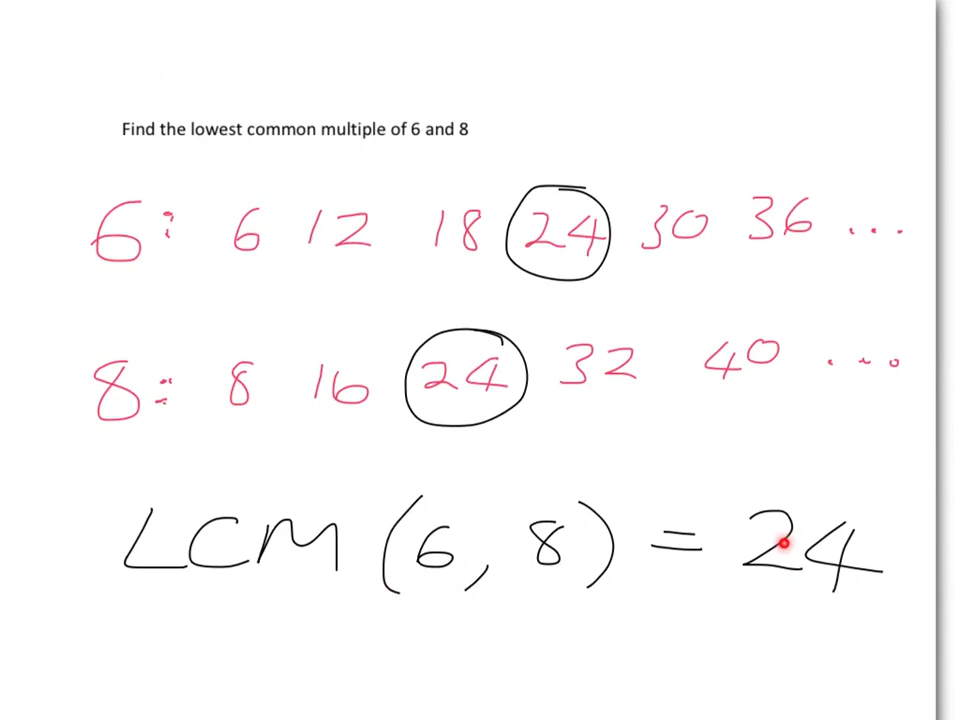 Find the lowest common multiple of 6 and 8
6: 6 12 18 24 30 36 ...
8: 8 16 24 32 40 ...
LCM (6, 8) = 24